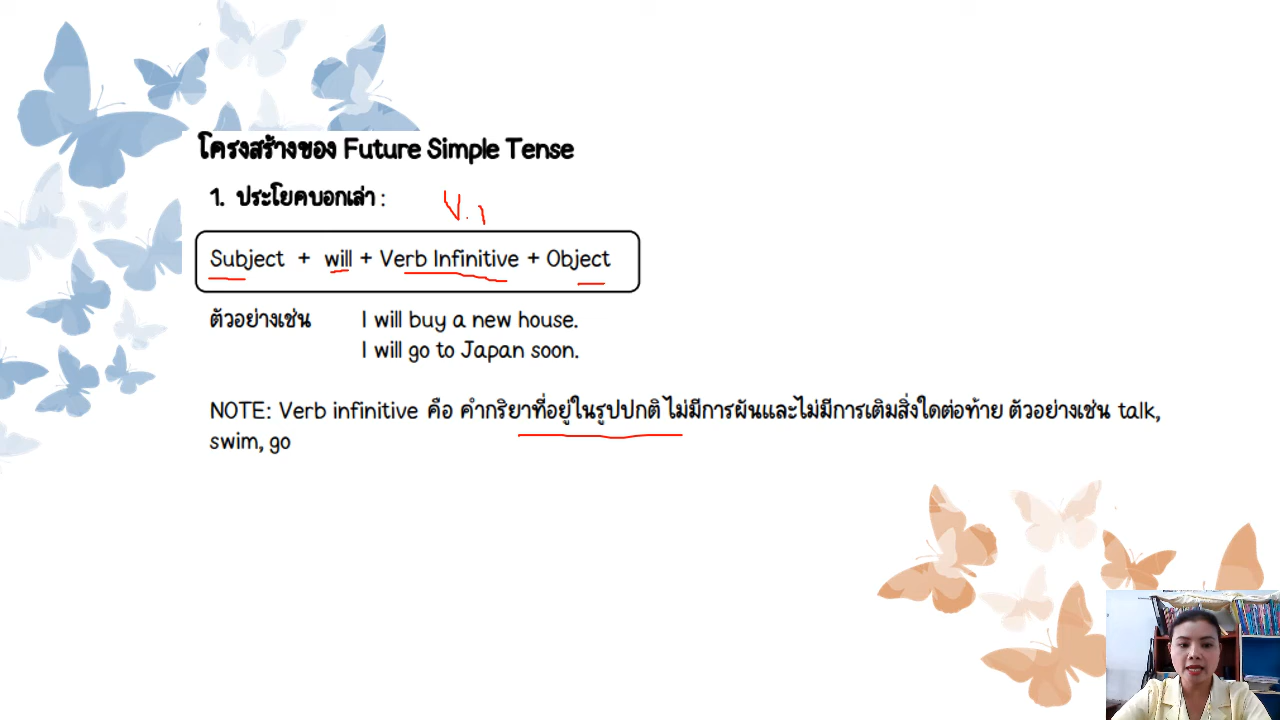 โครงสร้างของ Future Simple Tense
1. ประโยคบอกเล่า :
V.1
Subject + will + Verb Infinitive + Object
ตัวอย่างเช่น I will buy a new house.
I will go to Japan soon.
NOTE: Verb infinitive คือ คำกริยาที่อยู่ในรูปปกติ ไม่มีการผันและไม่มีการเติมสิ่งใดต่อท้าย ตัวอย่างเช่น talk,
swim, go